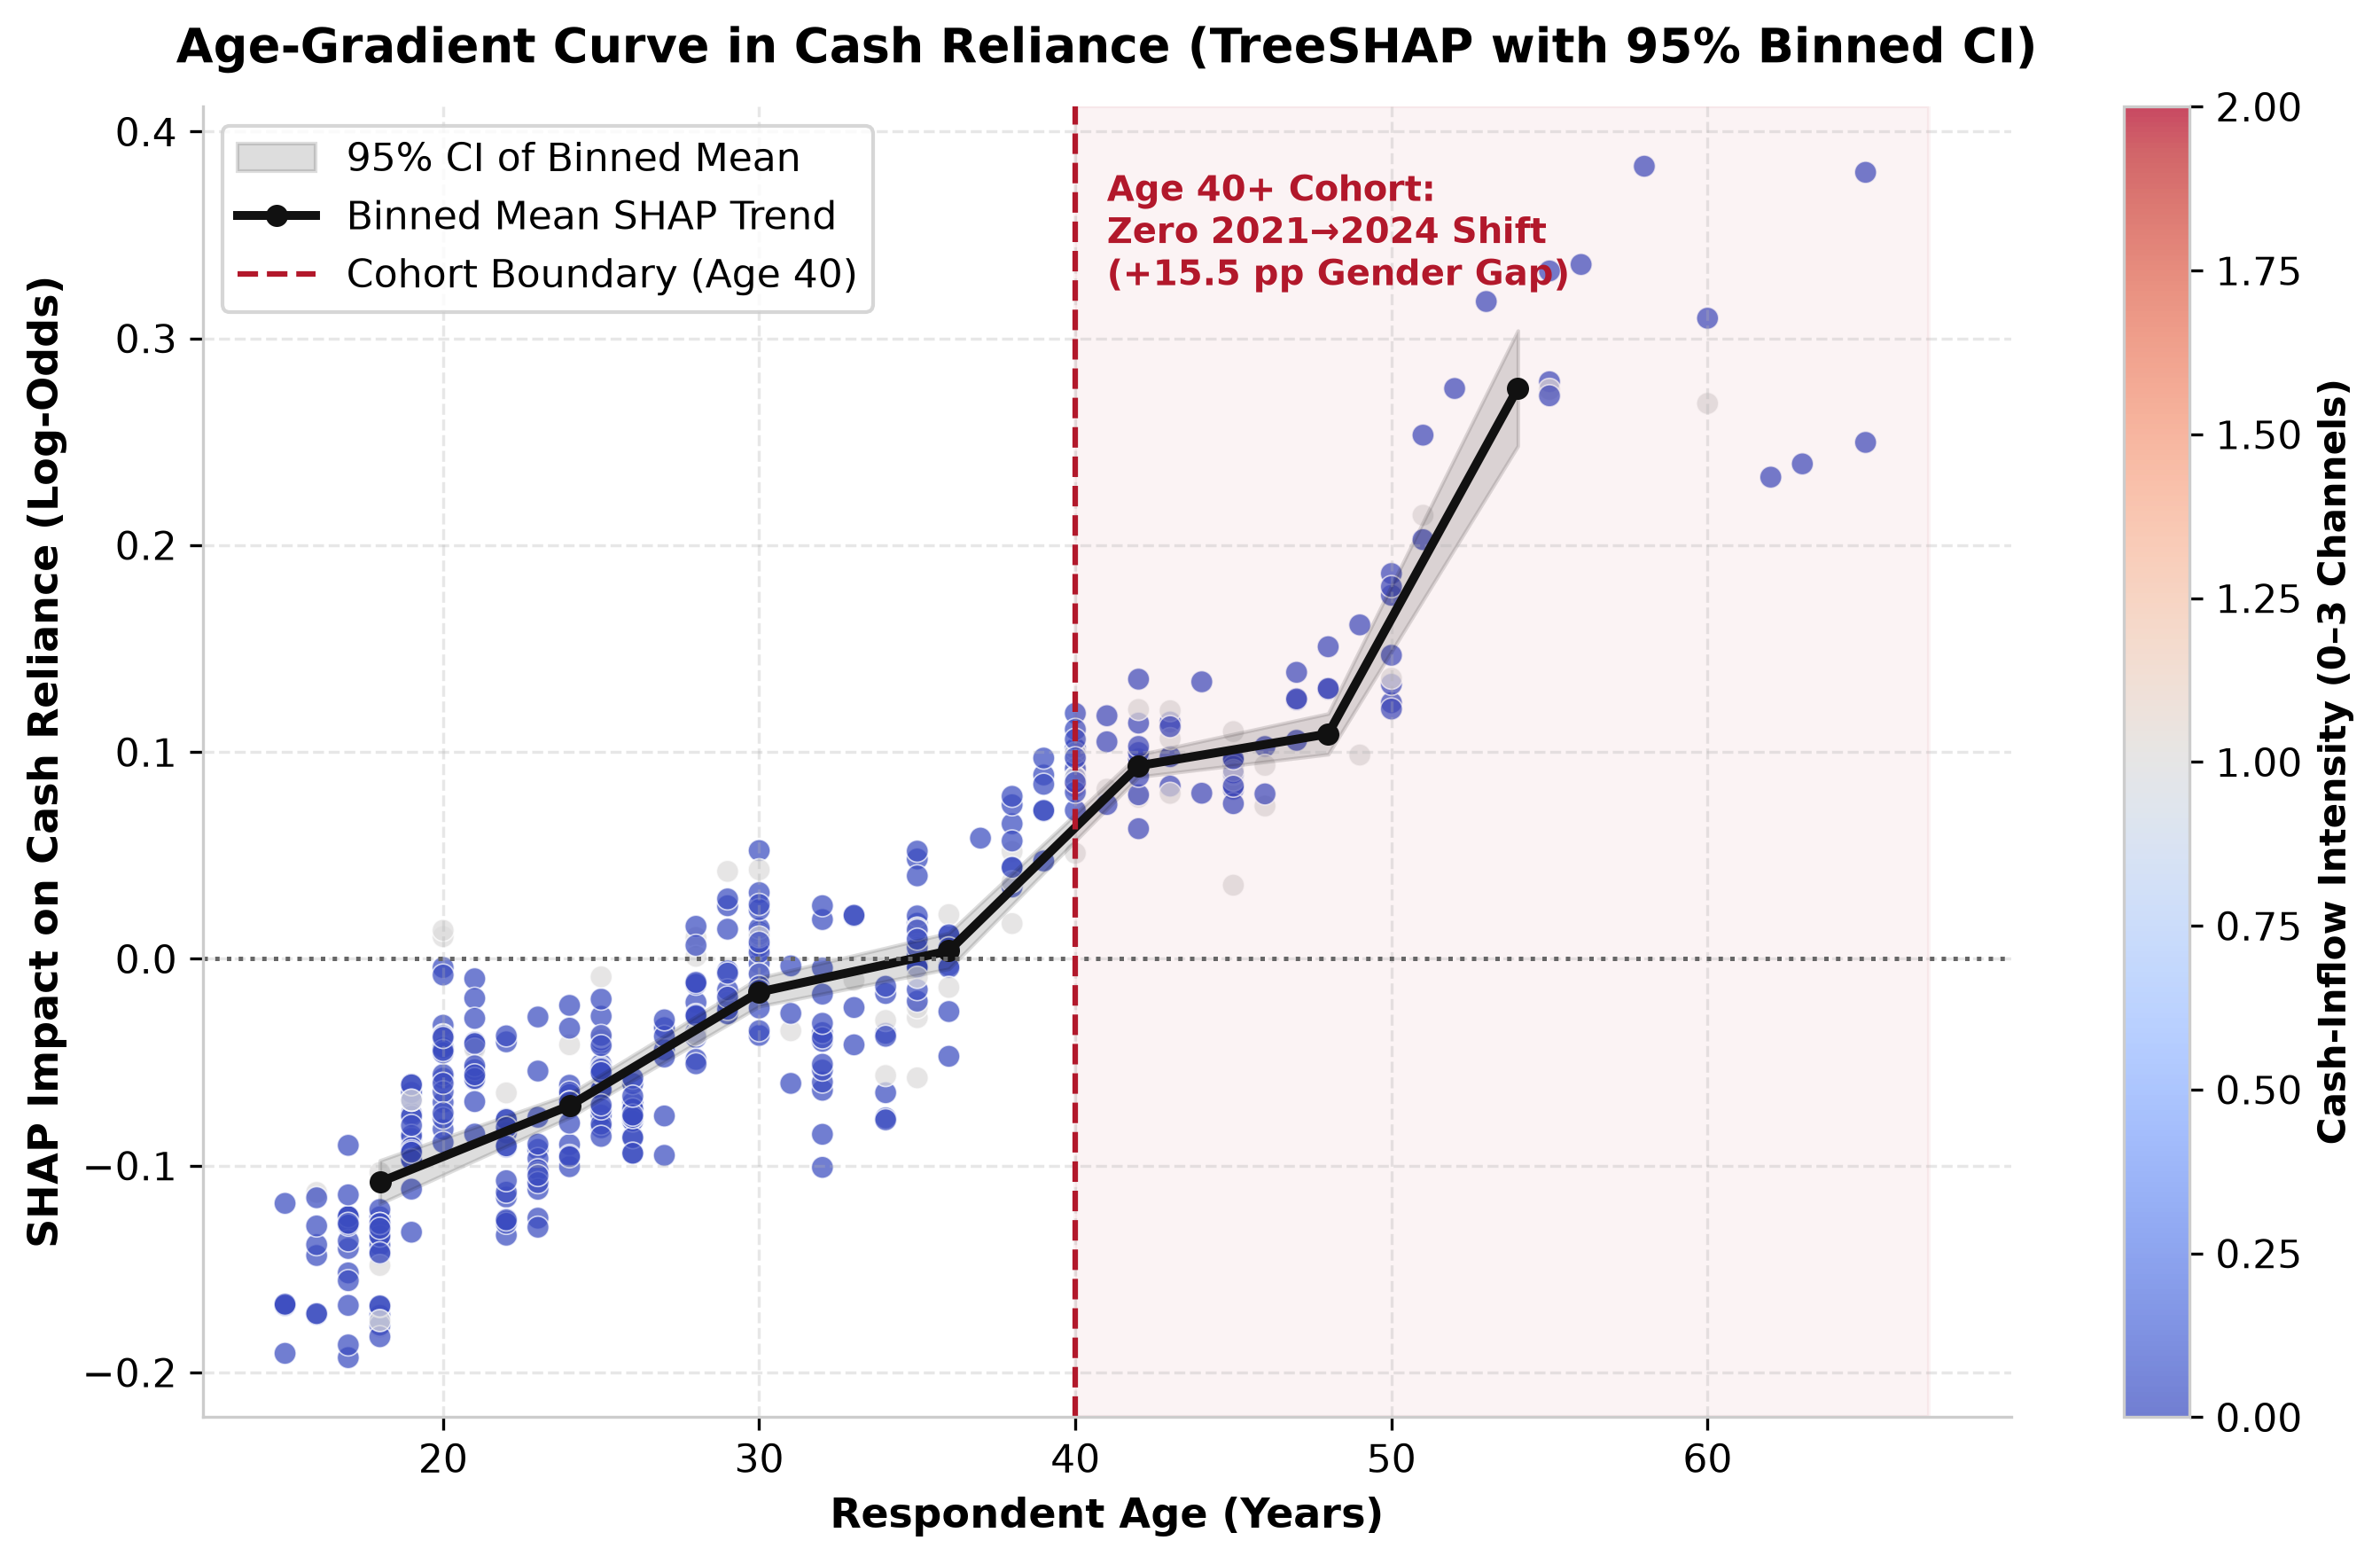 Age-Gradient Curve in Cash Reliance (TreeSHAP with 95% Binned CI)
95% CI of Binned Mean
Binned Mean SHAP Trend
Cohort Boundary (Age 40)
Age 40+ Cohort:
Zero 2021→2024 Shift
(+15.5 pp Gender Gap)
SHAP Impact on Cash Reliance (Log-Odds)
0.4
0.3
0.2
0.1
0.0
−0.1
−0.2
20
30
40
50
60
Respondent Age (Years)
2.00
1.75
1.50
1.25
1.00
0.75
0.50
0.25
0.00
Cash-Inflow Intensity (0–3 Channels)